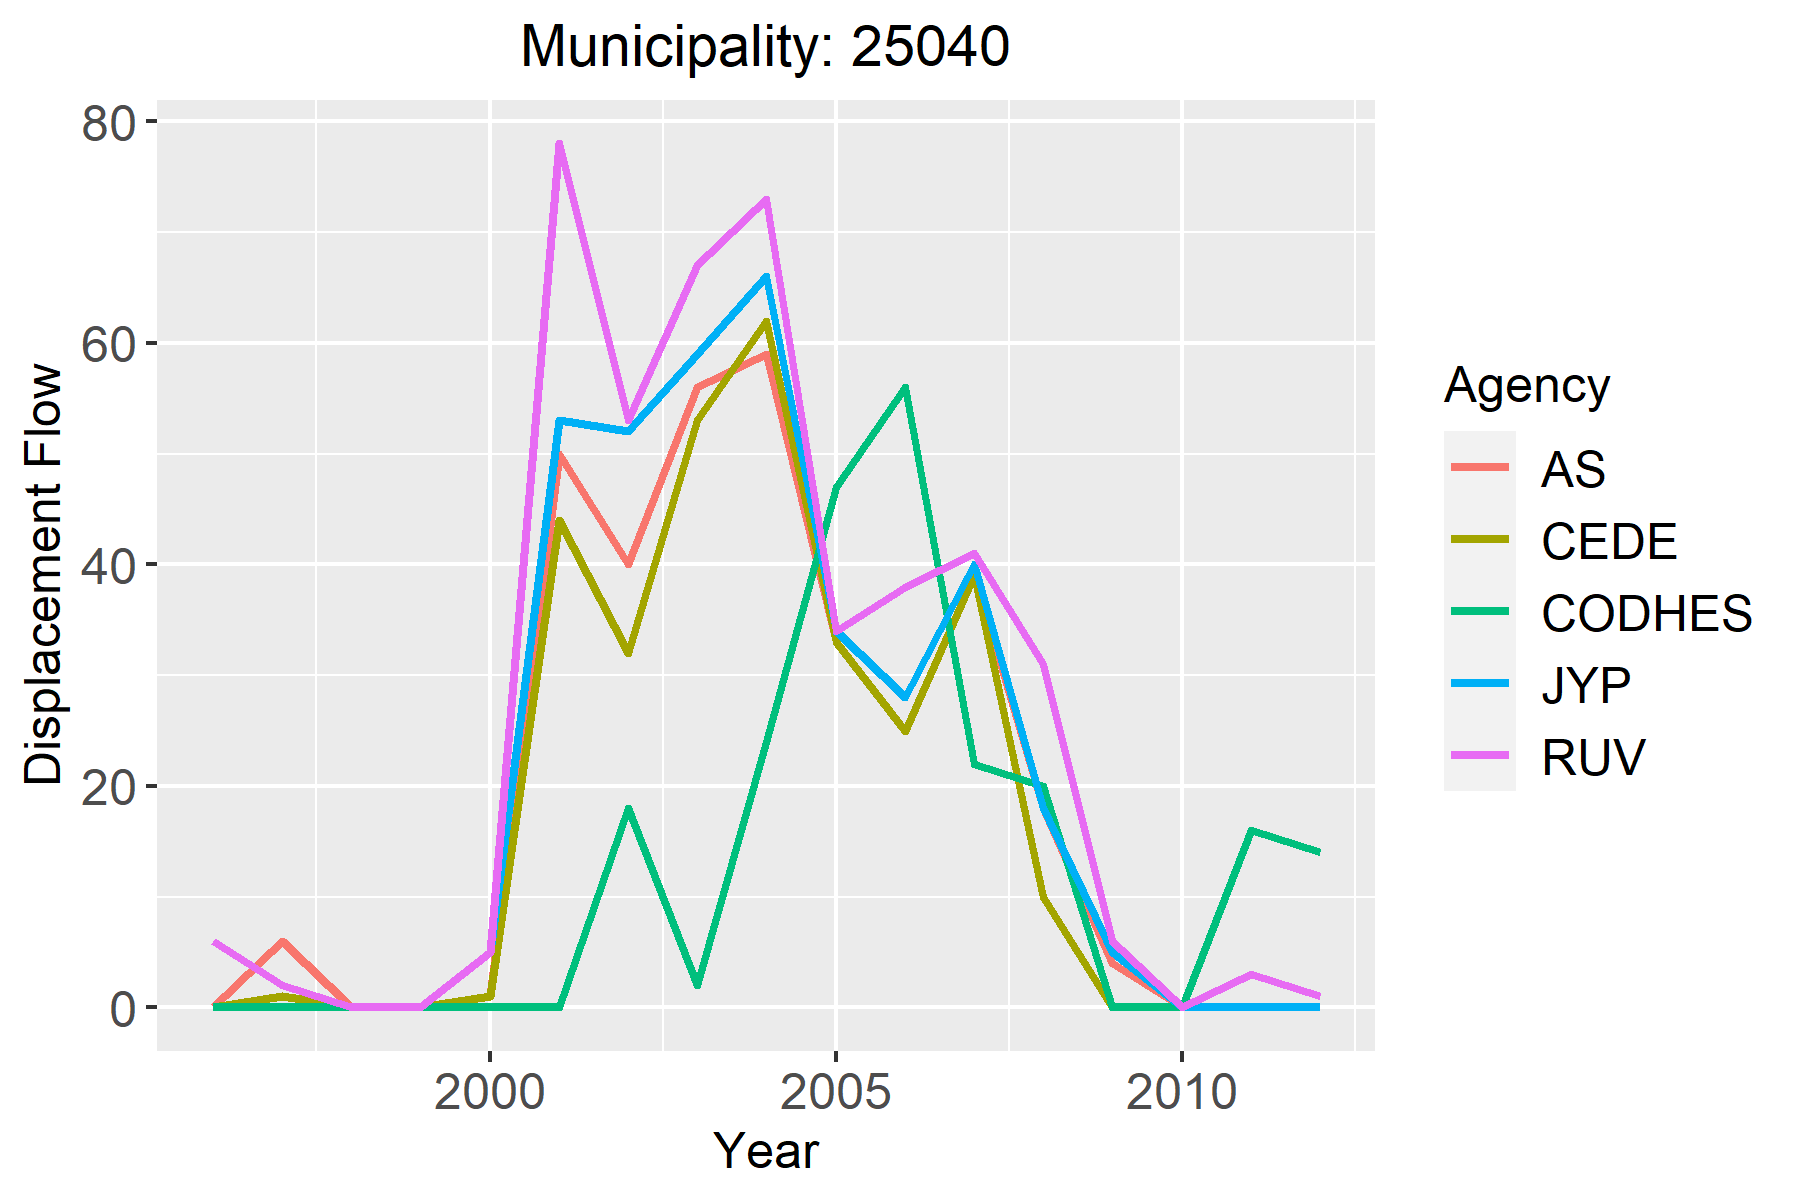 Municipality: 25040
80
60
40
20
0
Displacement Flow
2000 2005 2010
Year
Agency
AS
CEDE
CODHES
JYP
RUV